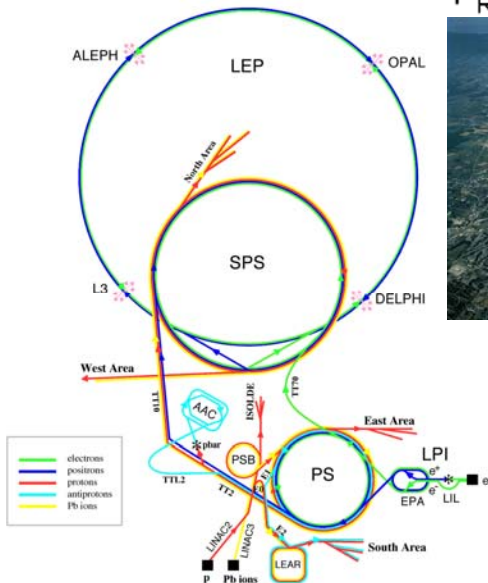 ALEPH
LEP
OPAL
North Area
SPS
L3
DELPHI
West Area
TT10
TT70
AAC
ISOLDE
East Area
pbar
PSB
PS
LPI
electrons
positrons
protons
antiprotons
Pb ions
TTL2
TT2
E0
E1
EPA
e+
e-
LIL
e-
LINAC2
LINAC3
E2
South Area
LEAR
p
Pb ions